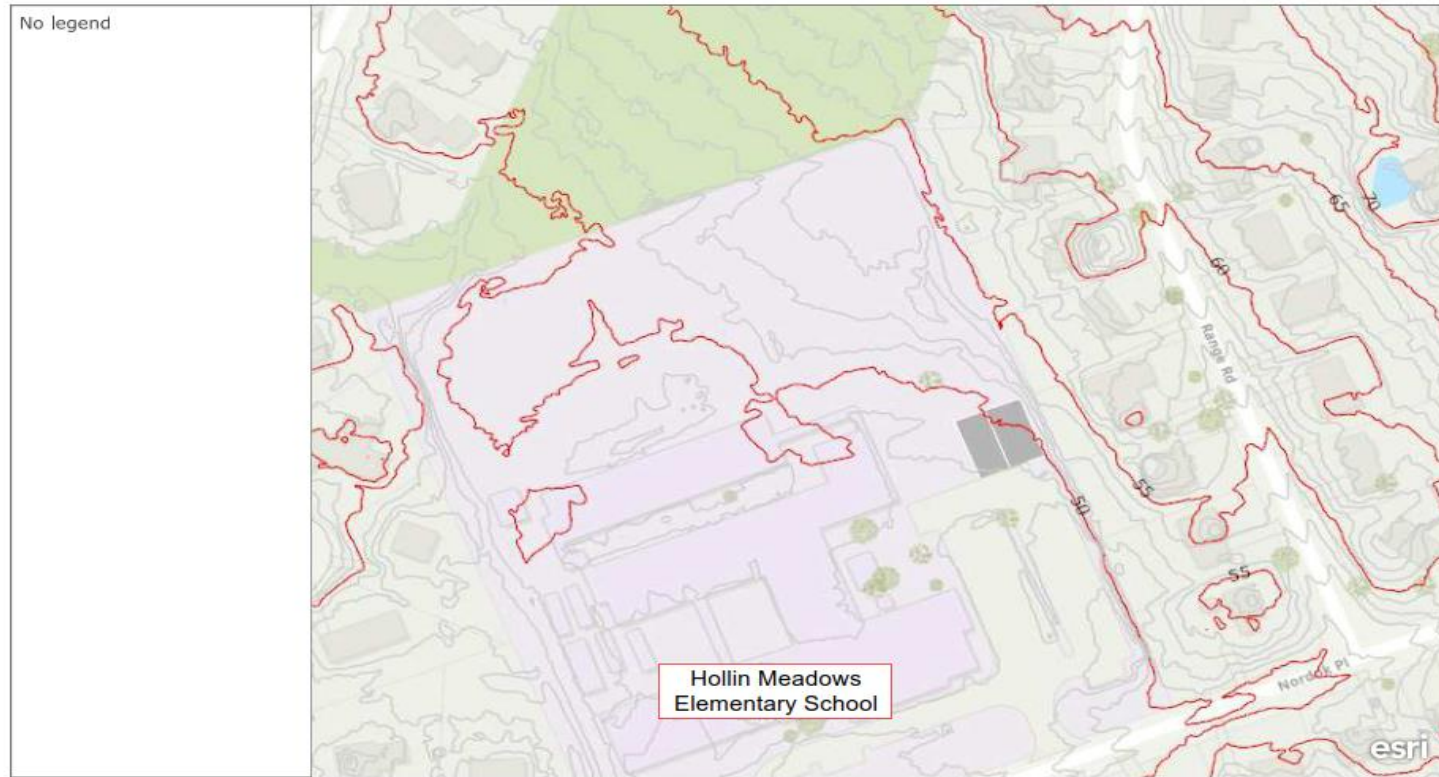 No legend
70
65
60
Range Rd
55
50
55
Hollin Meadows
Elementary School
Nordok Pl
esri